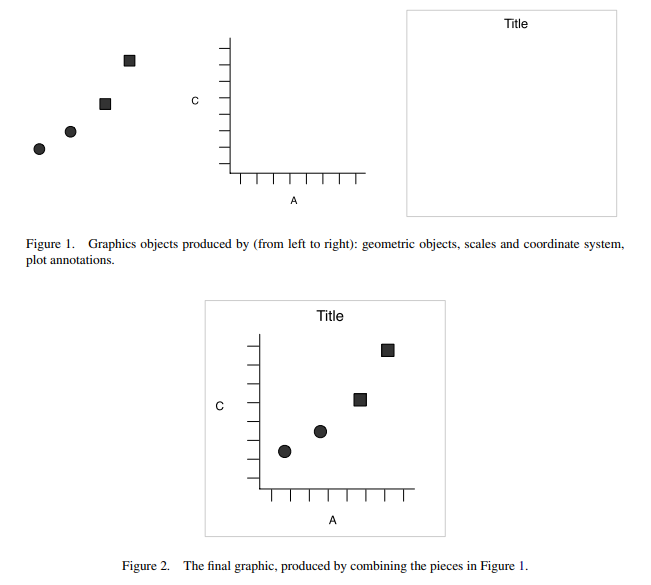 Title
C
A
Figure 1. Graphics objects produced by (from left to right): geometric objects, scales and coordinate system,
plot annotations.
Title
C
A
Figure 2. The final graphic, produced by combining the pieces in Figure 1.